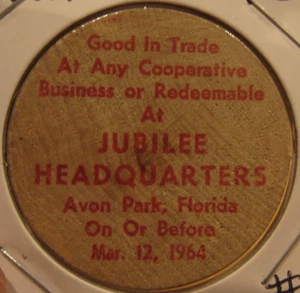 Good In Trade
At Any Cooperative
Business or Redeemable
At
JUBILEE
HEADQUARTERS
Avon Park, Florida
On Or Before
Mar. 12, 1964
#